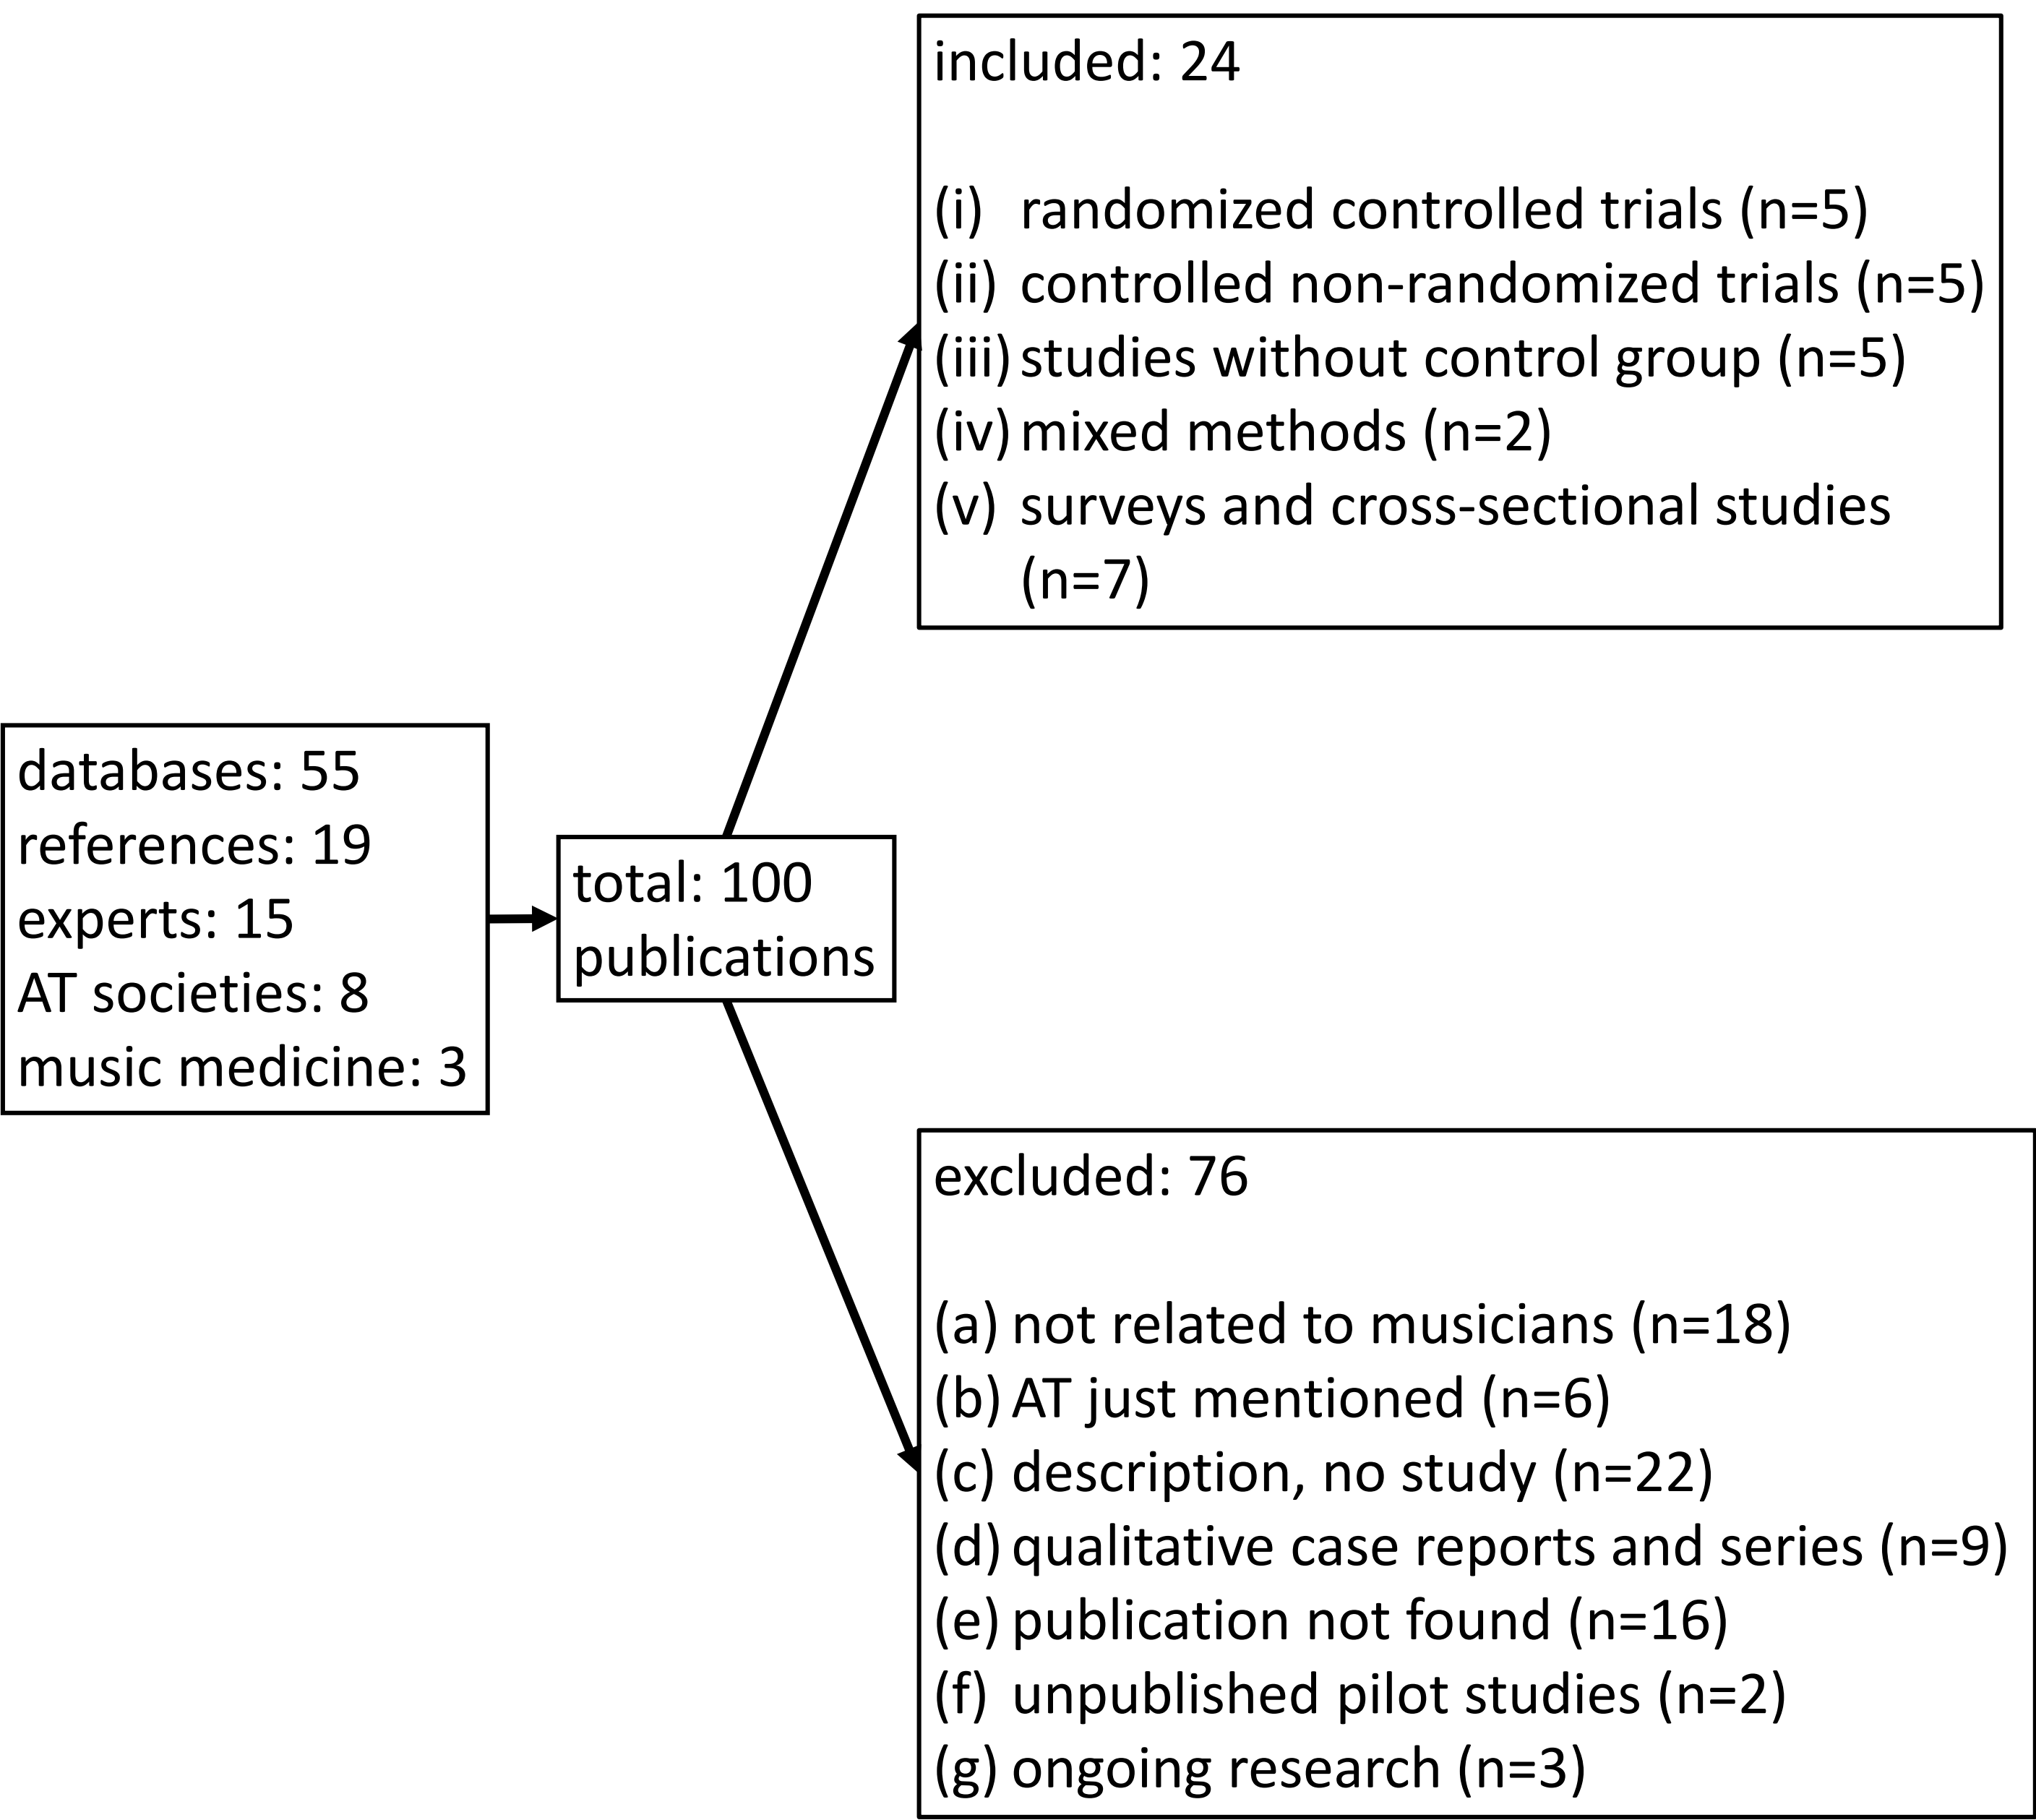 included: 24
(i) randomized controlled trials (n=5)
(ii) controlled non-randomized trials (n=5)
(iii) studies without control group (n=5)
(iv) mixed methods (n=2)
(v) surveys and cross-sectional studies
(n=7)
databases: 55
references: 19
experts: 15
AT societies: 8
music medicine: 3
total: 100
publications
excluded: 76
(a) not related to musicians (n=18)
(b) AT just mentioned (n=6)
(c) description, no study (n=22)
(d) qualitative case reports and series (n=9)
(e) publication not found (n=16)
(f) unpublished pilot studies (n=2)
(g) ongoing research (n=3)